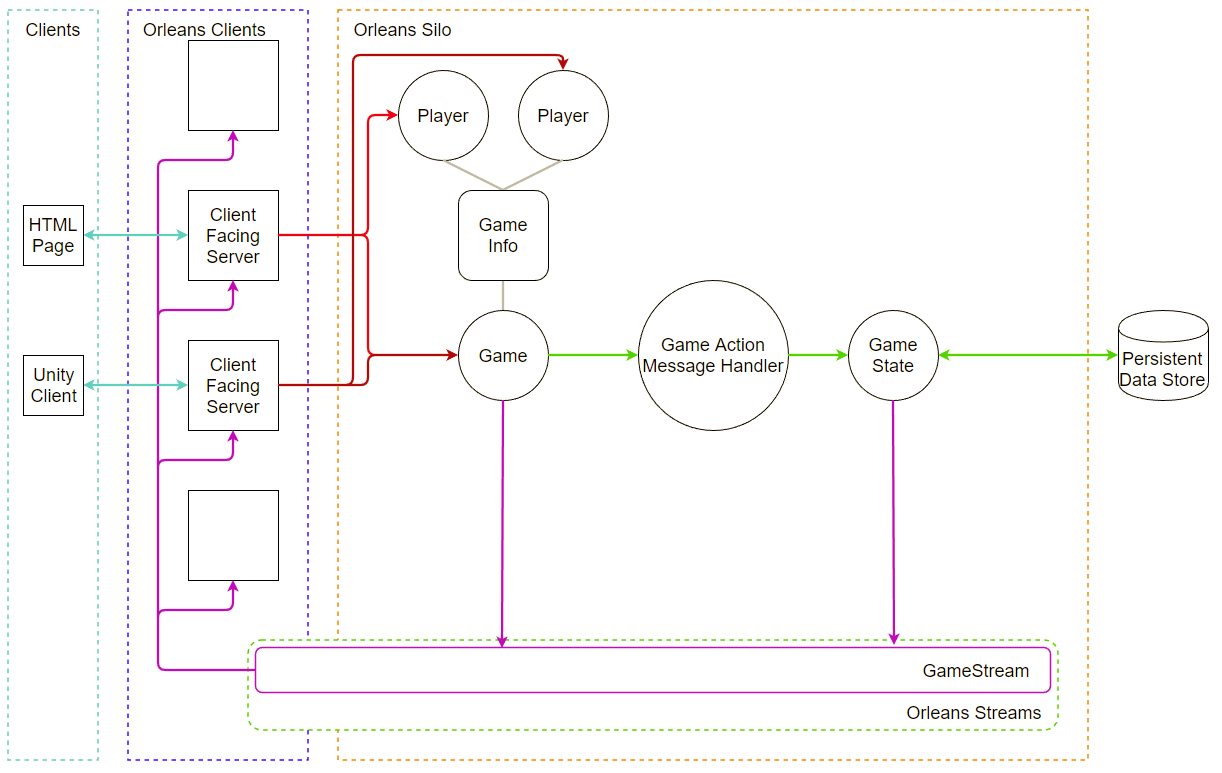 Clients
Orleans Clients
Orleans Silo
Player
Player
HTML
Page
Client
Facing
Server
Game
Info
Unity
Client
Client
Facing
Server
Game
Game Action
Message Handler
Game
State
Persistent
Data Store
GameStream
Orleans Streams